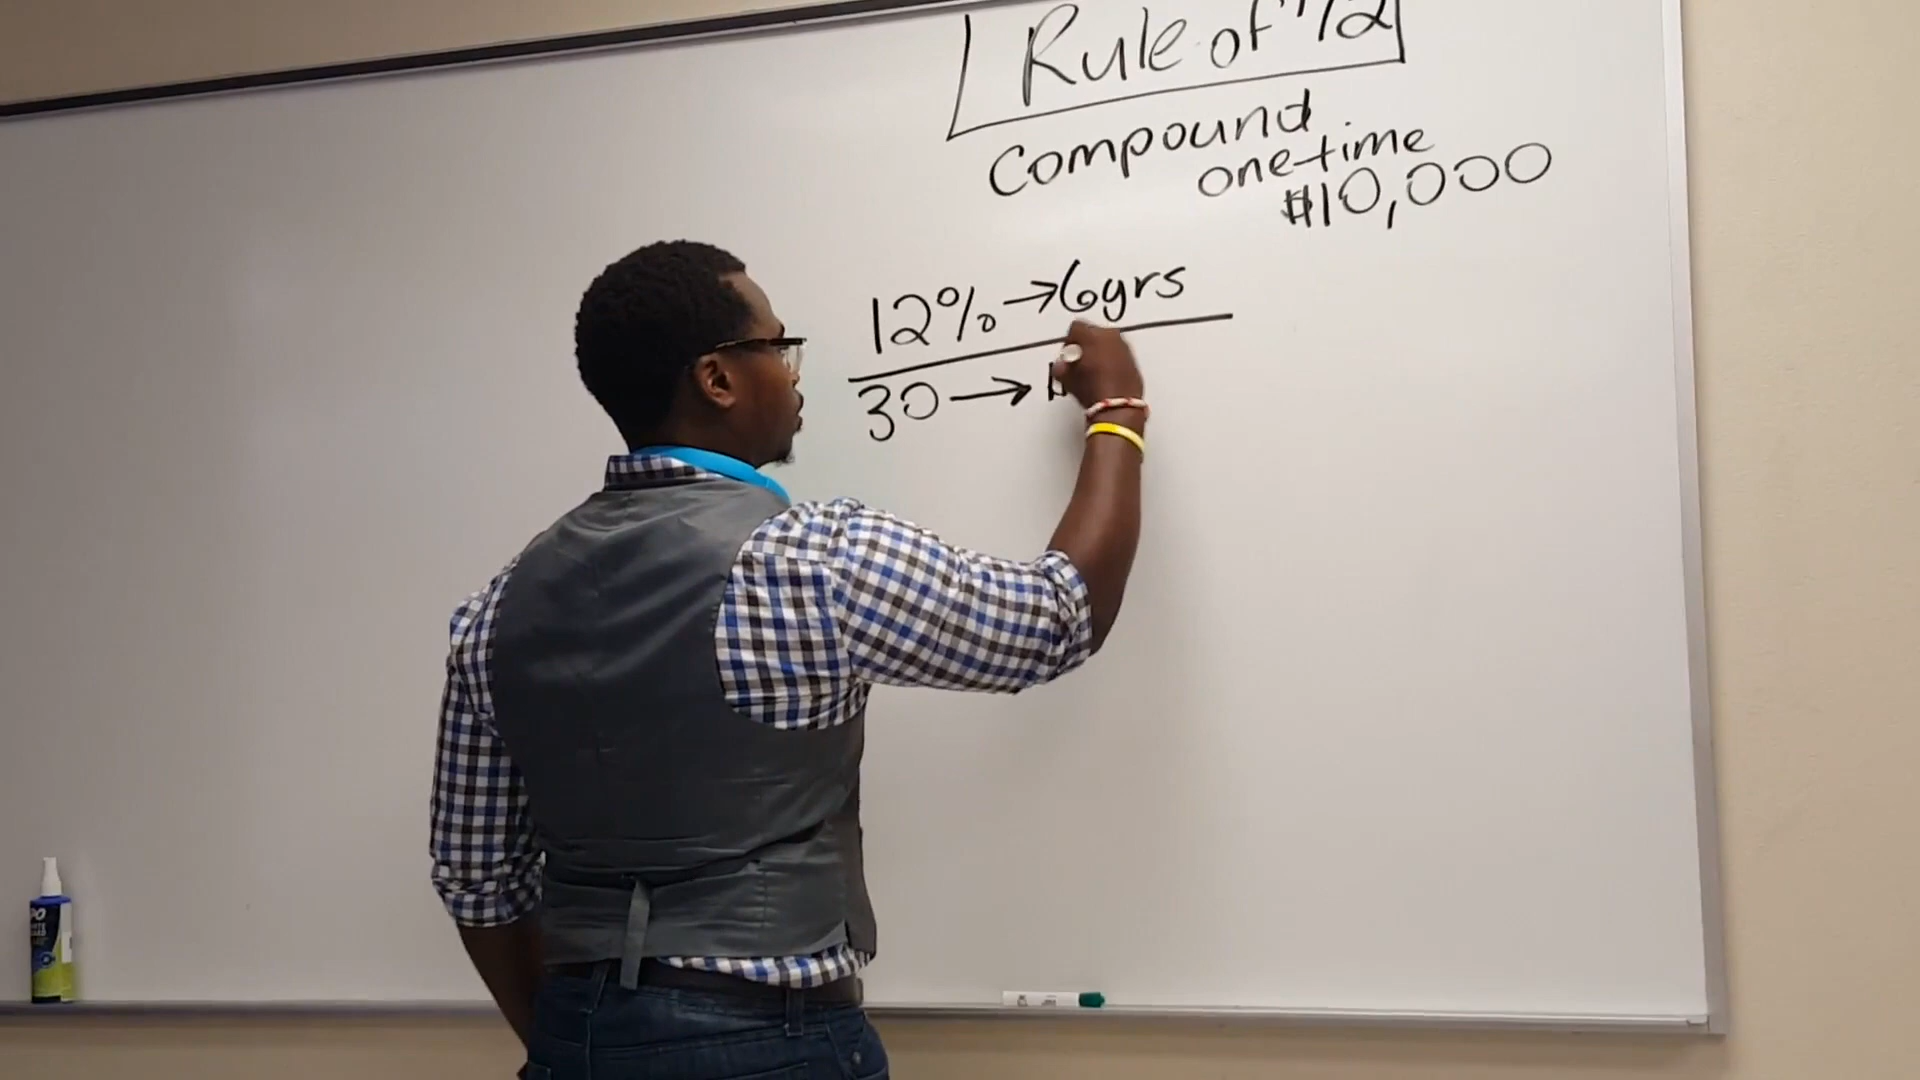 Rule of 72
Compound
one-time
$10,000
12% → 6yrs
30 →